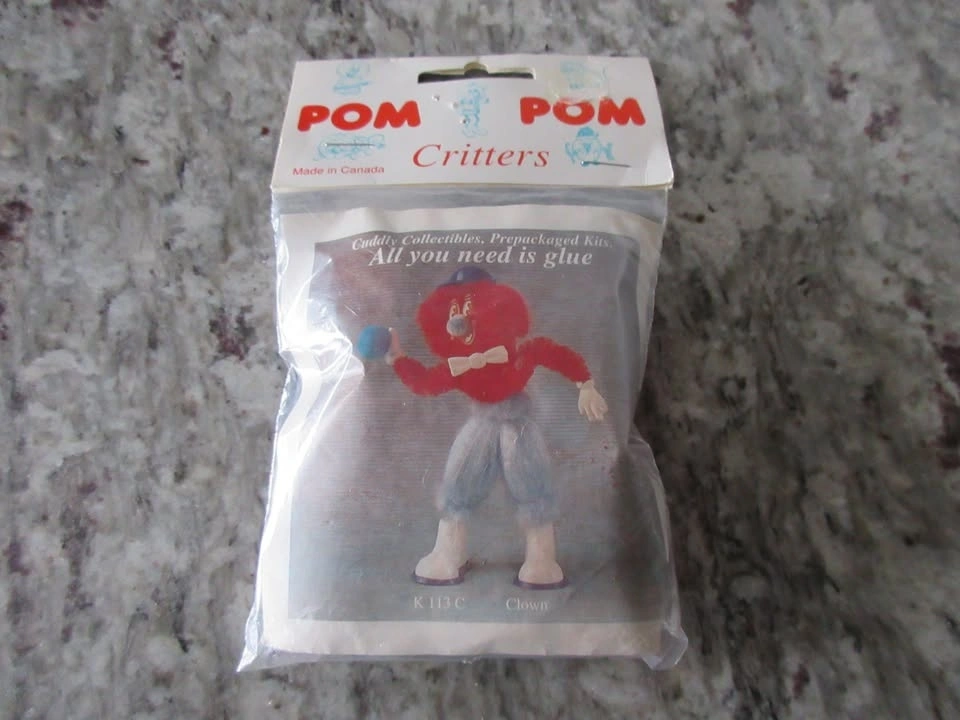 POM POM
Critters
Made in Canada
Cuddly Collectibles. Prepackaged Kits.
All you need is glue
K 113 C Clown